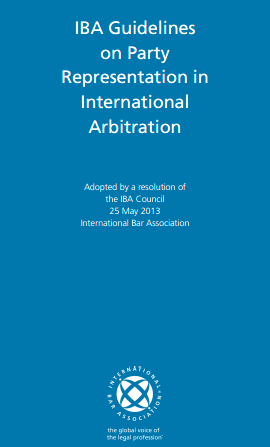 IBA Guidelines
on Party
Representation in
International
Arbitration
Adopted by a resolution of
the IBA Council
25 May 2013
International Bar Association
INTERNATIONAL
BAR ASSOCIATION
the global voice of
the legal profession®